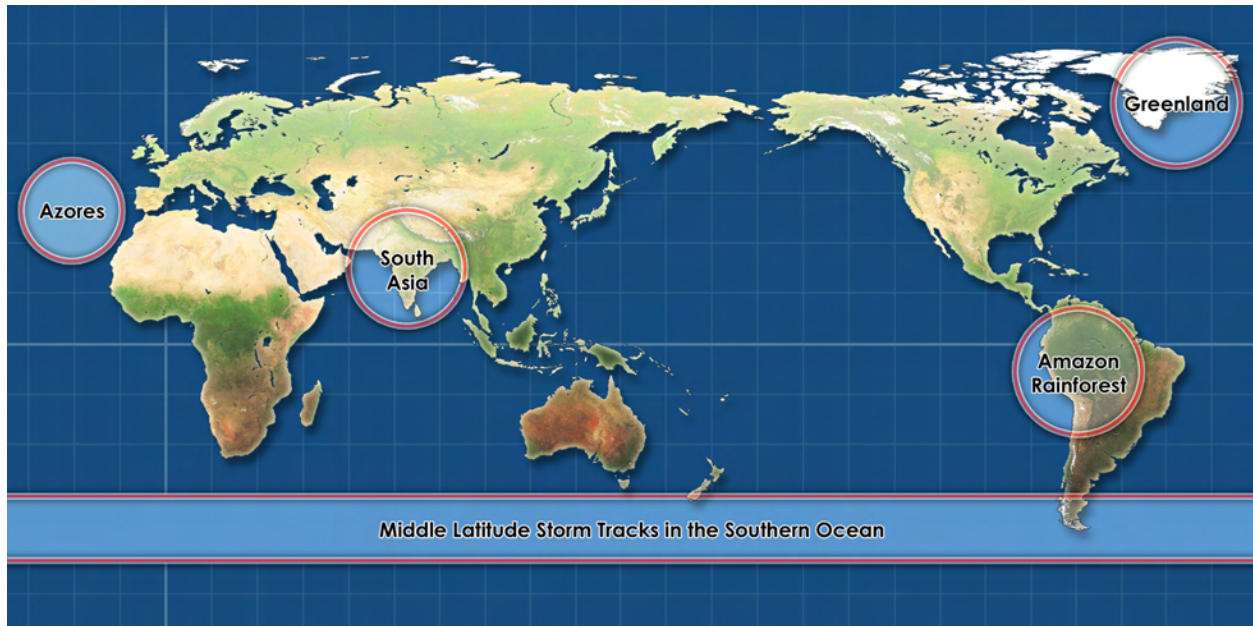 Greenland
Azores
South
Asia
Amazon
Rainforest
Middle Latitude Storm Tracks in the Southern Ocean